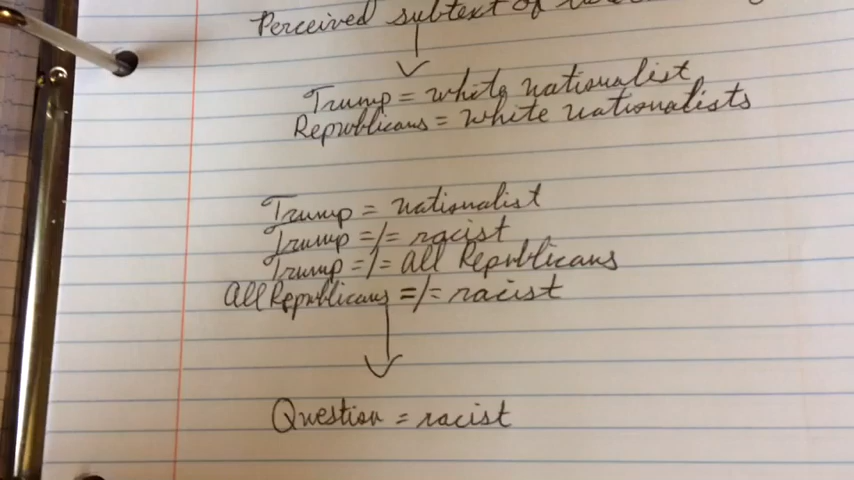 Perceived subtext of
Trump = white nationalist
Republicans = white nationalists
Trump = nationalist
Trump =/= racist
Trump =/= All Republicans
All Republicans =/= racist
Question = racist